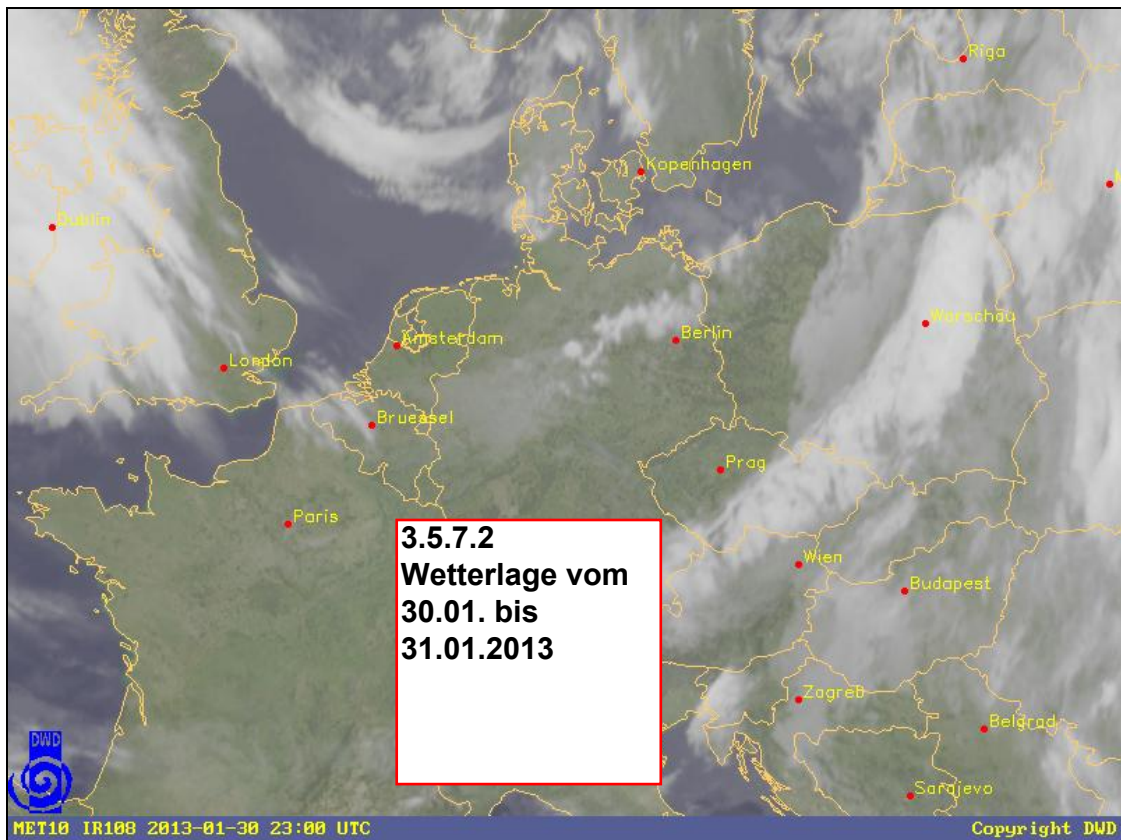 Riga
Kopenhagen
M
Dublin
Warschau
Berlin
Amsterdam
London
Bruessel
Prag
Paris
3.5.7.2
Wetterlage vom
30.01. bis
31.01.2013
Wien
Budapest
Zagreb
Belgrad
DWD
Sarajevo
MET10 IR108 2013-01-30 23:00 UTC
Copyright DWD